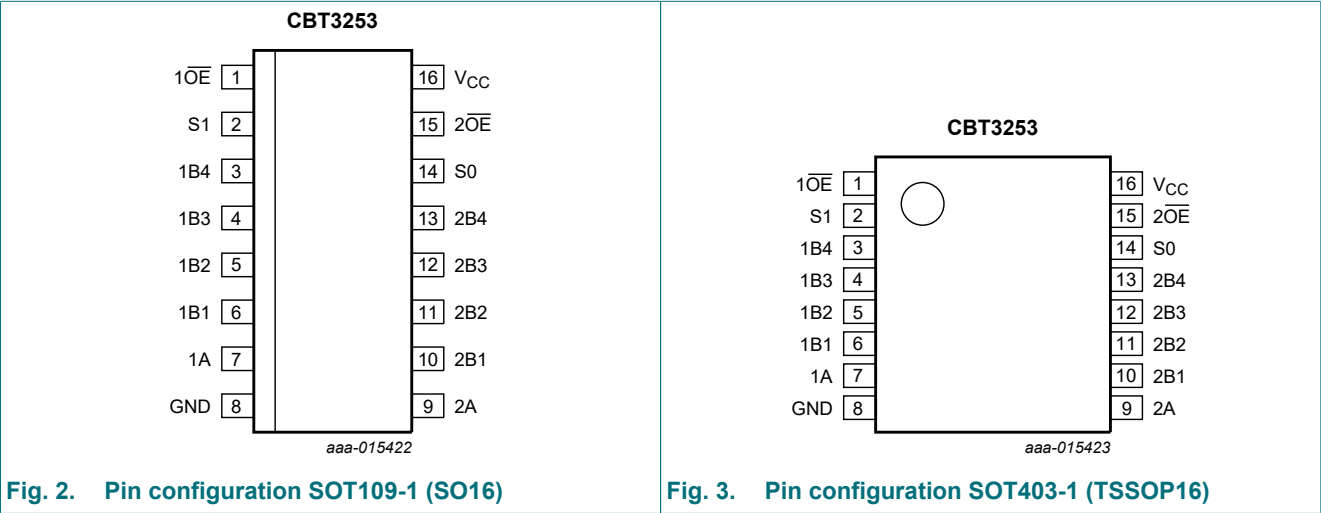 CBT3253
1O̅E̅ 1
16 VCC
S1 2
15 2O̅E̅
1B4 3
14 S0
1B3 4
13 2B4
1B2 5
12 2B3
1B1 6
11 2B2
1A 7
10 2B1
GND 8
9 2A
aaa-015422
Fig. 2. Pin configuration SOT109-1 (SO16)
CBT3253
1O̅E̅ 1
16 VCC
S1 2
15 2O̅E̅
1B4 3
14 S0
1B3 4
13 2B4
1B2 5
12 2B3
1B1 6
11 2B2
1A 7
10 2B1
GND 8
9 2A
aaa-015423
Fig. 3. Pin configuration SOT403-1 (TSSOP16)